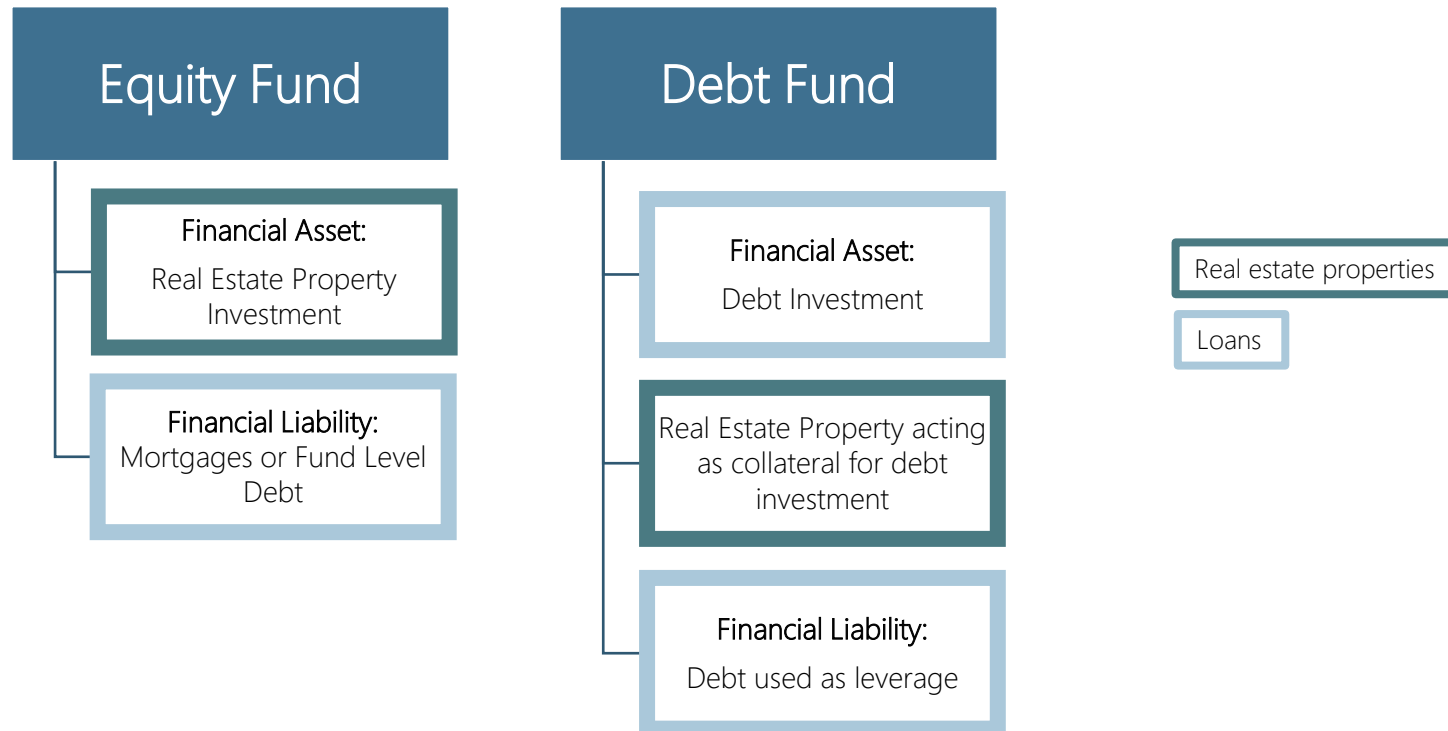 Equity Fund
Financial Asset:
Real Estate Property
Investment
Financial Liability:
Mortgages or Fund Level
Debt
Debt Fund
Financial Asset:
Debt Investment
Real Estate Property acting
as collateral for debt
investment
Financial Liability:
Debt used as leverage
Real estate properties
Loans